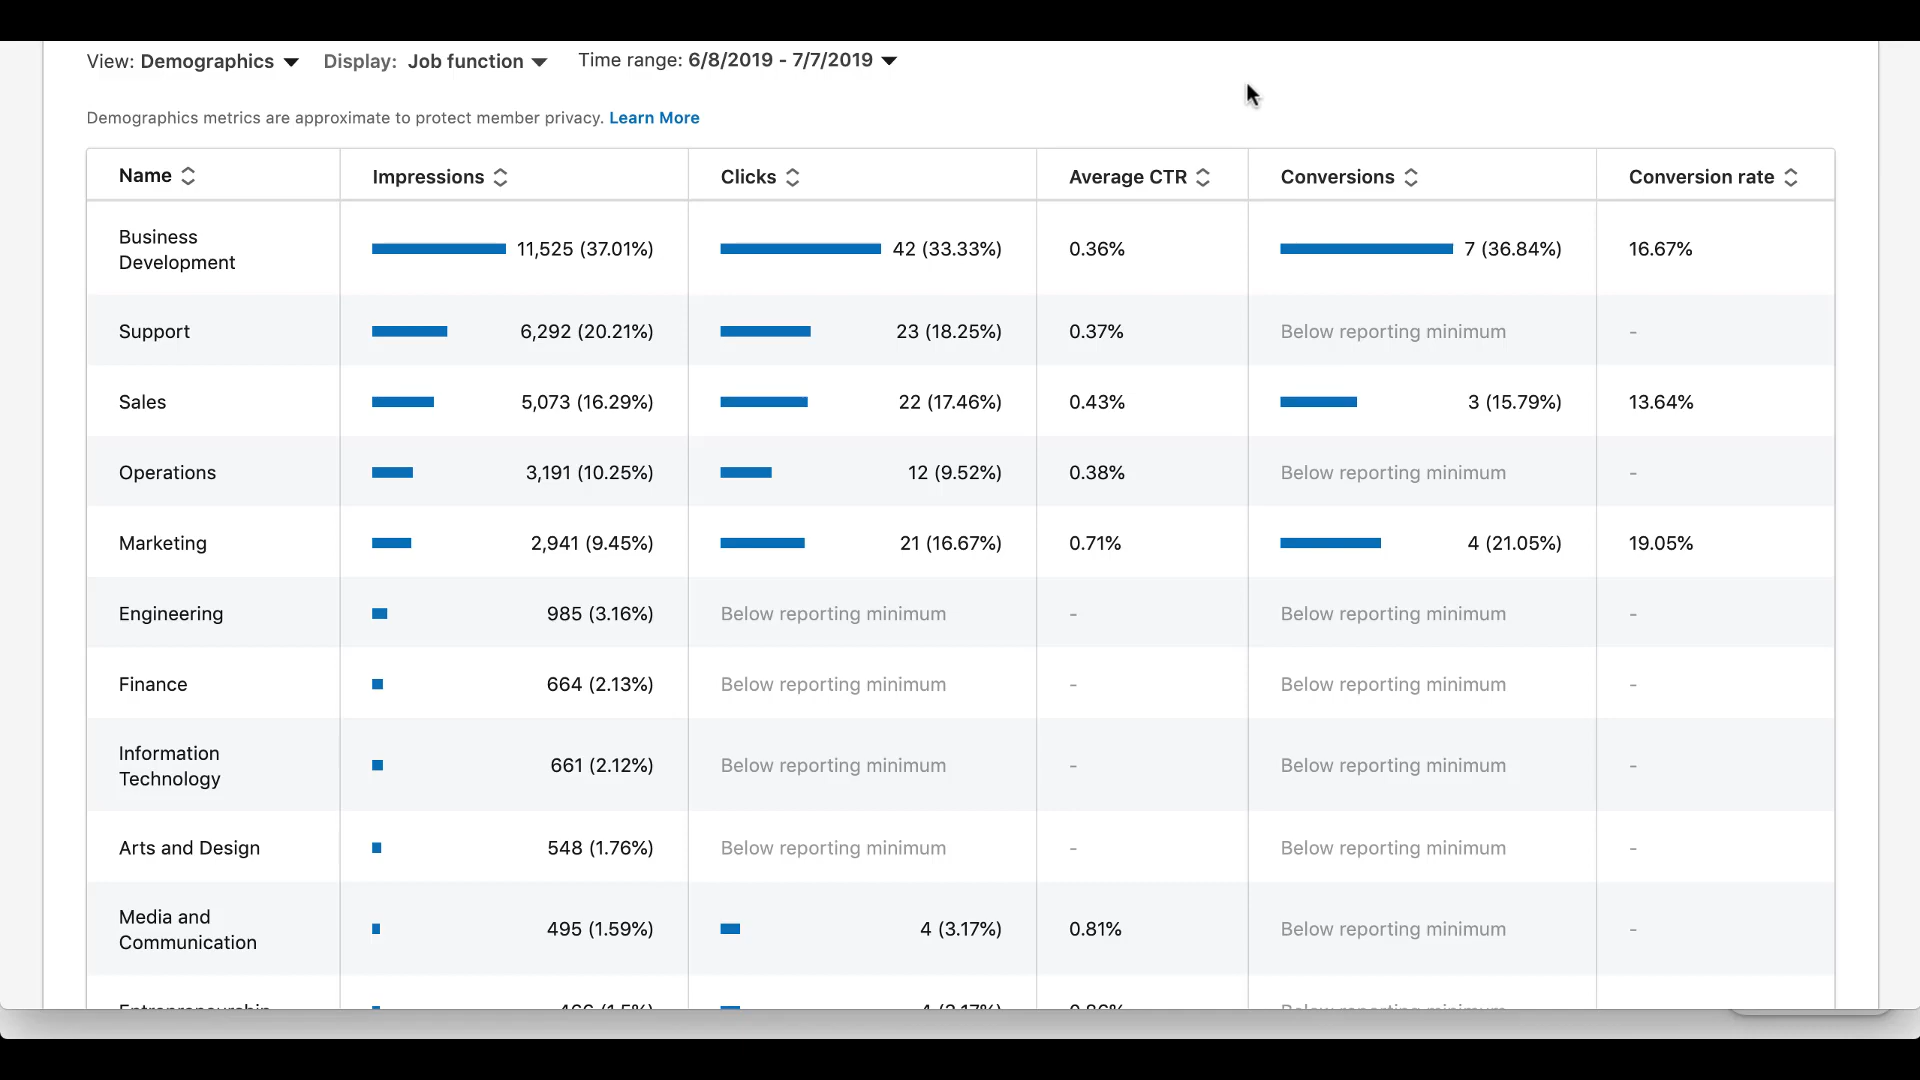 View: Demographics Display: Job function Time range: 6/8/2019 - 7/7/2019
Demographics metrics are approximate to protect member privacy. Learn More
Name Impressions Clicks Average CTR Conversions Conversion rate
Business
Development
11,525 (37.01%) 42 (33.33%) 0.36% 7 (36.84%) 16.67%
Support 6,292 (20.21%) 23 (18.25%) 0.37% Below reporting minimum -
Sales 5,073 (16.29%) 22 (17.46%) 0.43% 3 (15.79%) 13.64%
Operations 3,191 (10.25%) 12 (9.52%) 0.38% Below reporting minimum -
Marketing 2,941 (9.45%) 21 (16.67%) 0.71% 4 (21.05%) 19.05%
Engineering 985 (3.16%) Below reporting minimum - Below reporting minimum -
Finance 664 (2.13%) Below reporting minimum - Below reporting minimum -
Information
Technology
661 (2.12%) Below reporting minimum - Below reporting minimum -
Arts and Design 548 (1.76%) Below reporting minimum - Below reporting minimum -
Media and
Communication
495 (1.59%) 4 (3.17%) 0.81% Below reporting minimum -